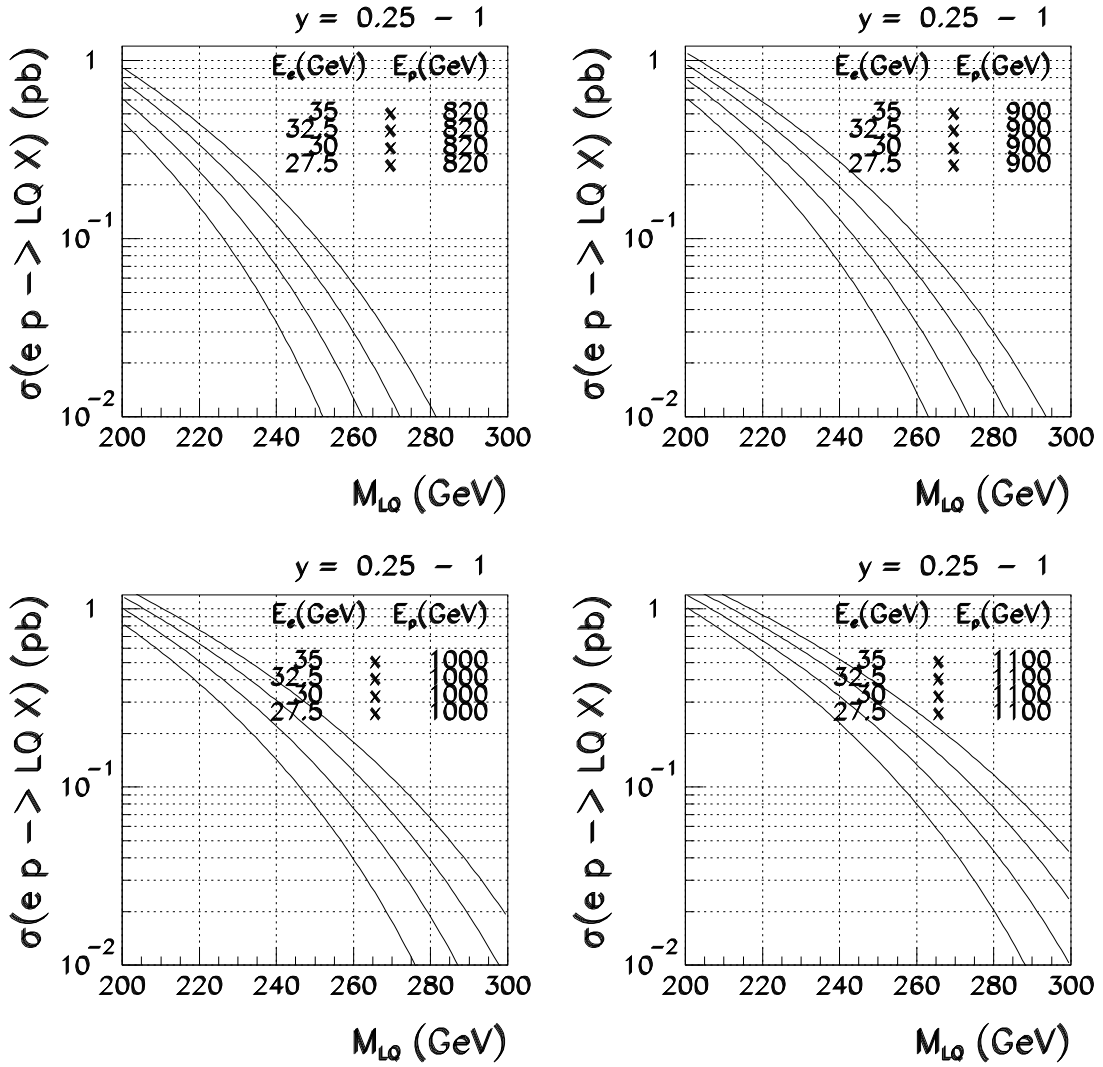 y = 0.25 - 1
σ(e p -> LQ X) (pb)
E_e(GeV) E_p(GeV)
35 x 820
32.5 x 820
30 x 820
27.5 x 820
1
10^-1
10^-2
200 220 240 260 280 300
M_LQ (GeV)
y = 0.25 - 1
σ(e p -> LQ X) (pb)
E_e(GeV) E_p(GeV)
35 x 900
32.5 x 900
30 x 900
27.5 x 900
1
10^-1
10^-2
200 220 240 260 280 300
M_LQ (GeV)
y = 0.25 - 1
σ(e p -> LQ X) (pb)
E_e(GeV) E_p(GeV)
35 x 1000
32.5 x 1000
30 x 1000
27.5 x 1000
1
10^-1
10^-2
200 220 240 260 280 300
M_LQ (GeV)
y = 0.25 - 1
σ(e p -> LQ X) (pb)
E_e(GeV) E_p(GeV)
35 x 1100
32.5 x 1100
30 x 1100
27.5 x 1100
1
10^-1
10^-2
200 220 240 260 280 300
M_LQ (GeV)